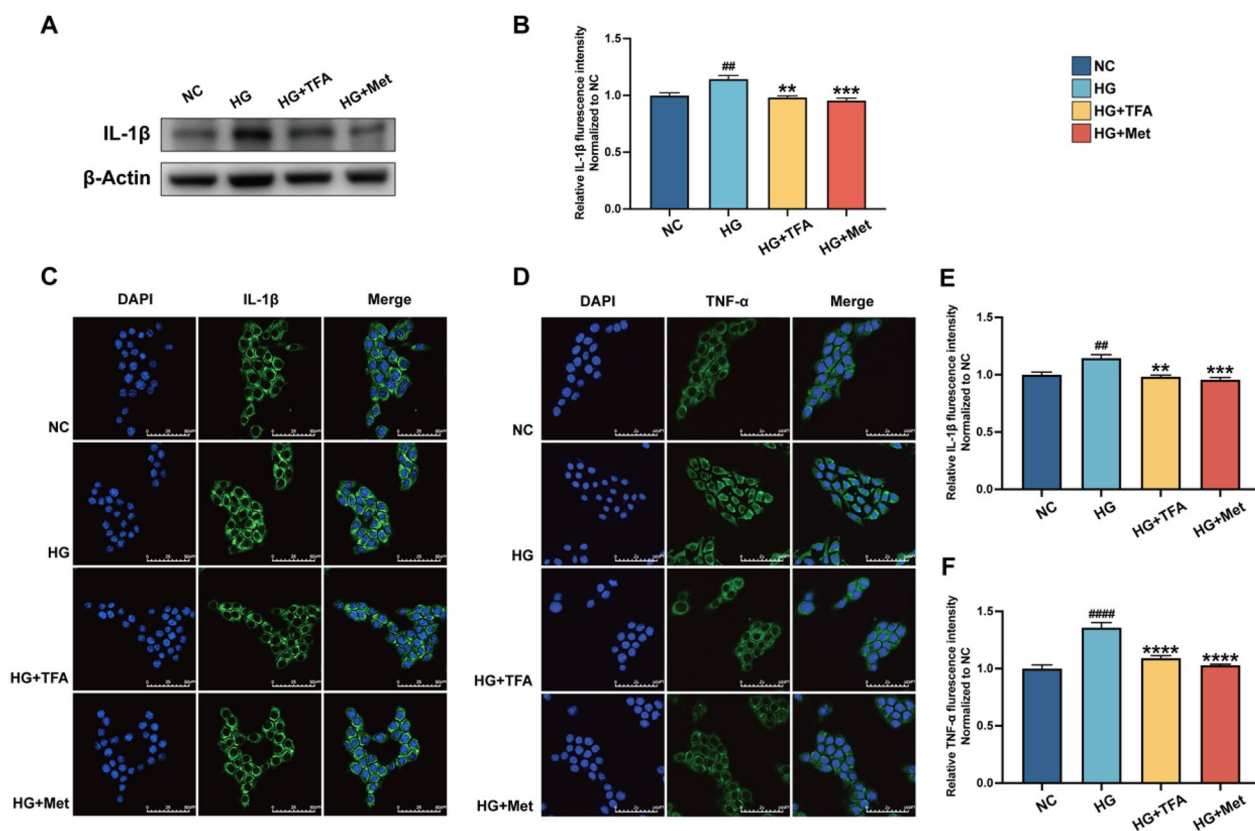 A
NC
HG
HG+TFA
HG+Met
IL-1β
β-Actin
B
Relative IL-1β flurescence intensity
Normalized to NC
1.5
1.0
0.5
0.0
##
**
***
NC
HG
HG+TFA
HG+Met
NC
HG
HG+TFA
HG+Met
C
DAPI
IL-1β
Merge
NC
HG
HG+TFA
HG+Met
D
DAPI
TNF-α
Merge
NC
HG
HG+TFA
HG+Met
E
Relative IL-1β flurescence intensity
Normalized to NC
1.5
1.0
0.5
0.0
##
**
***
NC
HG
HG+TFA
HG+Met
F
Relative TNF-α flurescence intensity
Normalized to NC
1.5
1.0
0.5
0.0
####
****
****
NC
HG
HG+TFA
HG+Met